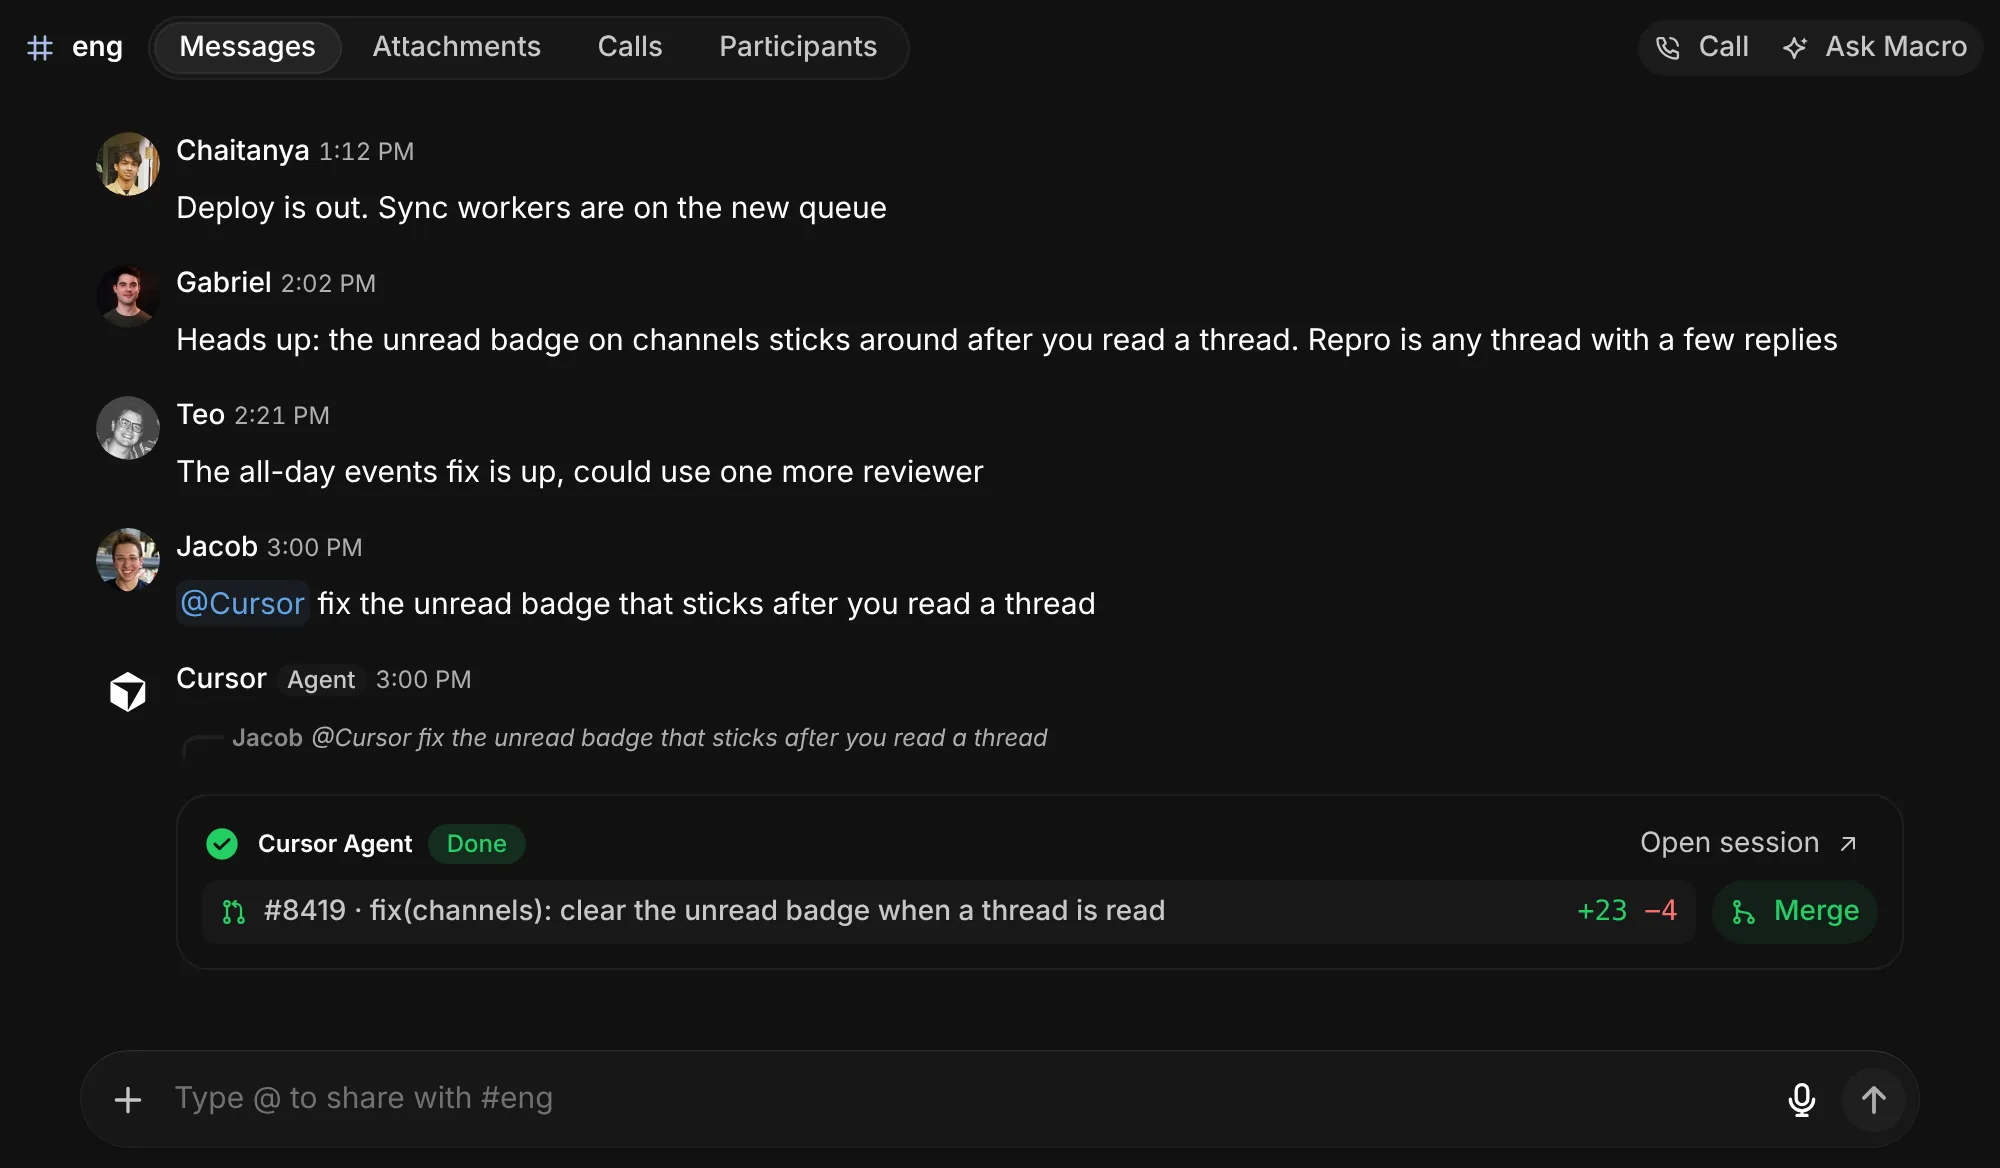 eng Messages Attachments Calls Participants Call Ask Macro
Chaitanya 1:12 PM
Deploy is out. Sync workers are on the new queue
Gabriel 2:02 PM
Heads up: the unread badge on channels sticks around after you read a thread. Repro is any thread with a few replies
Teo 2:21 PM
The all-day events fix is up, could use one more reviewer
Jacob 3:00 PM
@Cursor fix the unread badge that sticks after you read a thread
Cursor Agent 3:00 PM
Jacob @Cursor fix the unread badge that sticks after you read a thread
Cursor Agent Done Open session ↗
#8419 · fix(channels): clear the unread badge when a thread is read +23 −4 Merge
Type @ to share with #eng